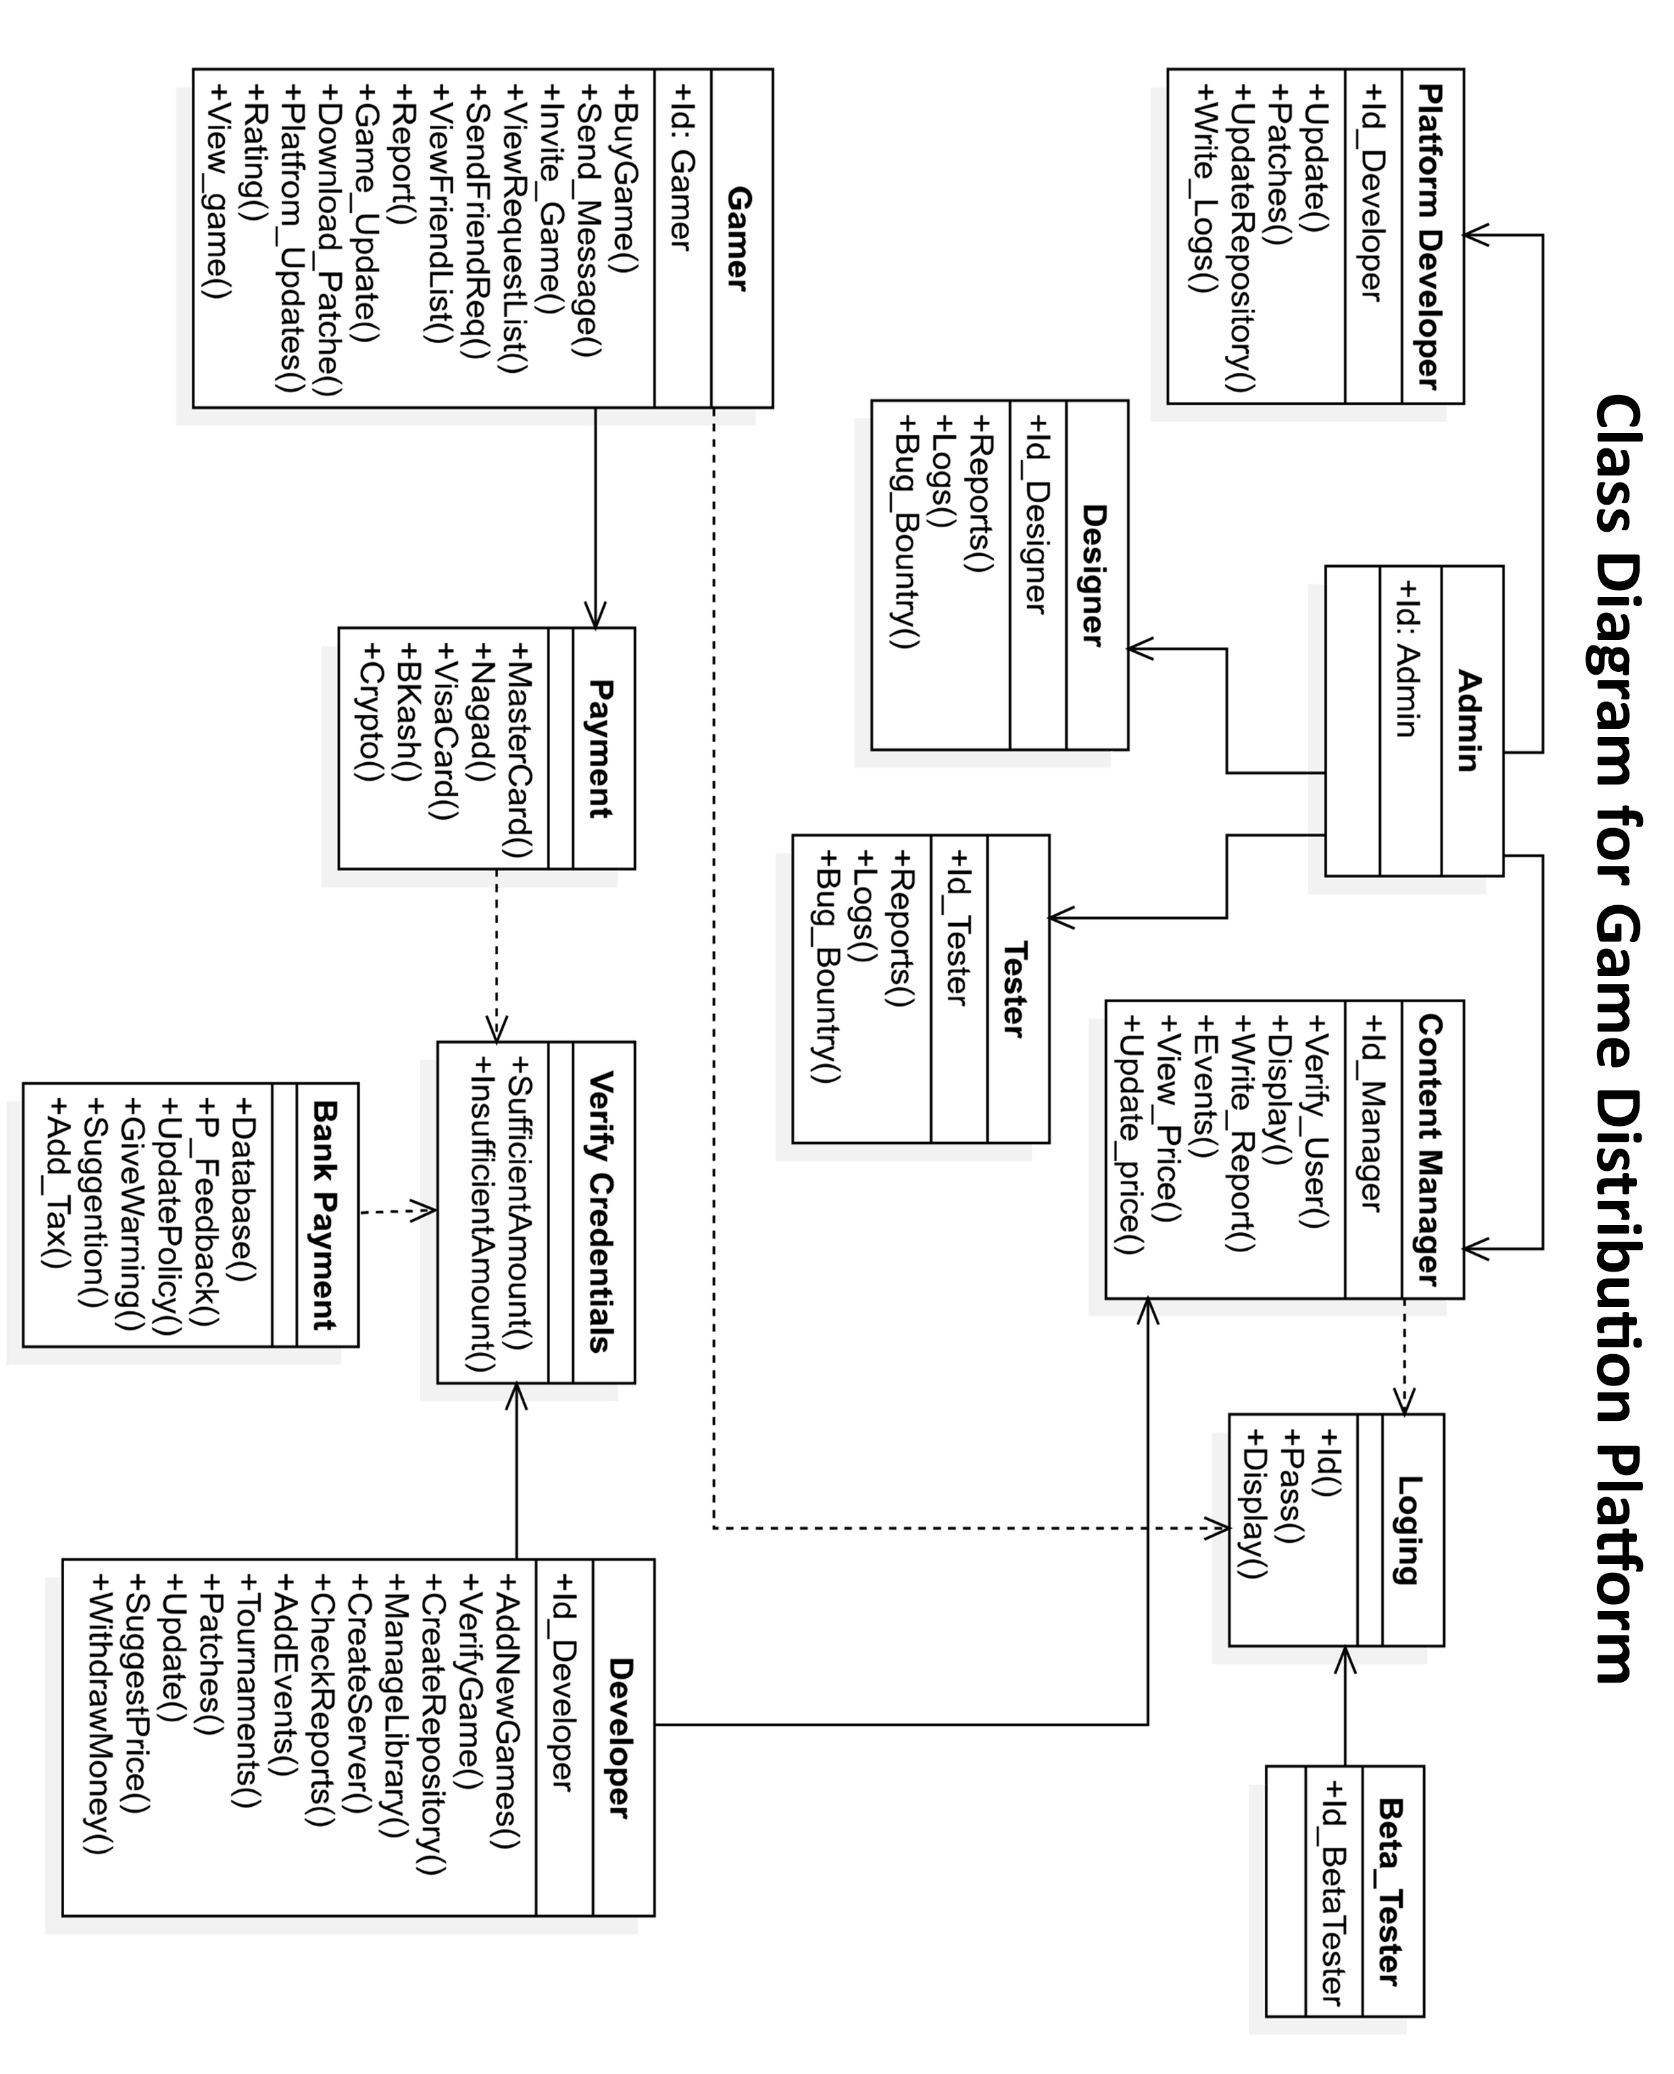 Class Diagram for Game Distribution Platform
Platform Developer
+Id_Developer
+Update()
+Patches()
+UpdateRepository()
+Write_Logs()
Admin
+Id: Admin
Content Manager
+Id_Manager
+Verify_User()
+Display()
+Write_Report()
+Events()
+View_Price()
+Update_price()
Loging
+Id()
+Pass()
+Display()
Beta_Tester
+Id_BetaTester
Designer
+Id_Designer
+Reports()
+Logs()
+Bug_Bountry()
Tester
+Id_Tester
+Reports()
+Logs()
+Bug_Bountry()
Gamer
+Id: Gamer
+BuyGame()
+Send_Message()
+Invite_Game()
+ViewRequestList()
+SendFriendReq()
+ViewFriendList()
+Report()
+Game_Update()
+Download_Patche()
+Platfrom_Updates()
+Rating()
+View_game()
Payment
+MasterCard()
+Nagad()
+VisaCard()
+BKash()
+Crypto()
Verify Credentials
+SufficientAmount()
+InsufficientAmount()
Bank Payment
+Database()
+P_Feedback()
+UpdatePolicy()
+GiveWarning()
+Suggention()
+Add_Tax()
Developer
+Id_Developer
+AddNewGames()
+VerifyGame()
+CreateRepository()
+ManageLibrary()
+CreateServer()
+CheckReports()
+AddEvents()
+Tournaments()
+Patches()
+Update()
+SuggestPrice()
+WithdrawMoney()